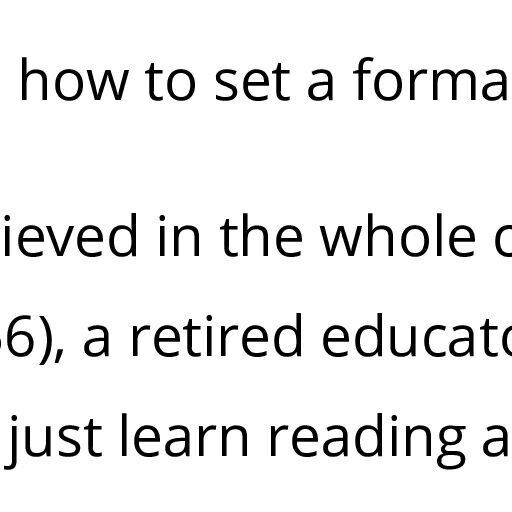 how to set a forma
ieved in the whole
6), a retired educato
just learn reading a